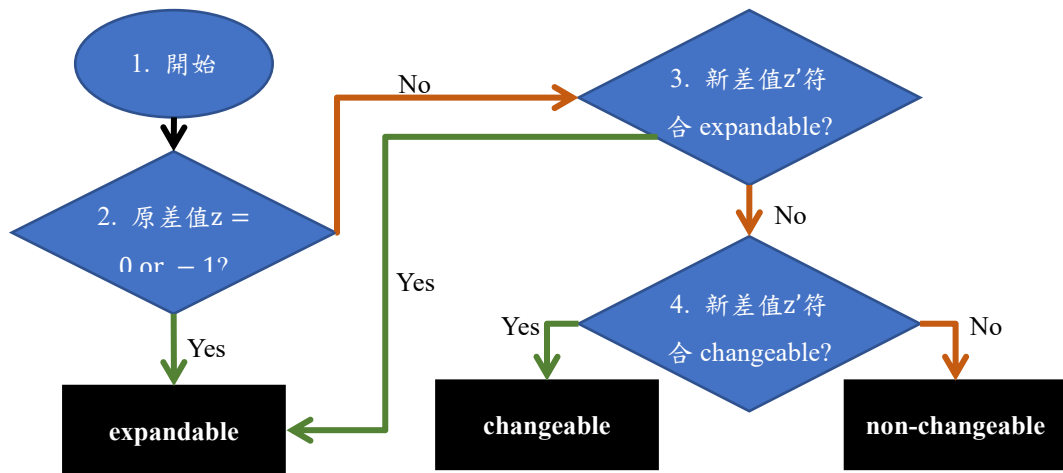 1. 開始
No
3. 新差值z’符
合 expandable?
2. 原差值z =
0 or − 1?
No
Yes
4. 新差值z’符
合 changeable?
Yes
Yes
No
expandable
changeable
non-changeable